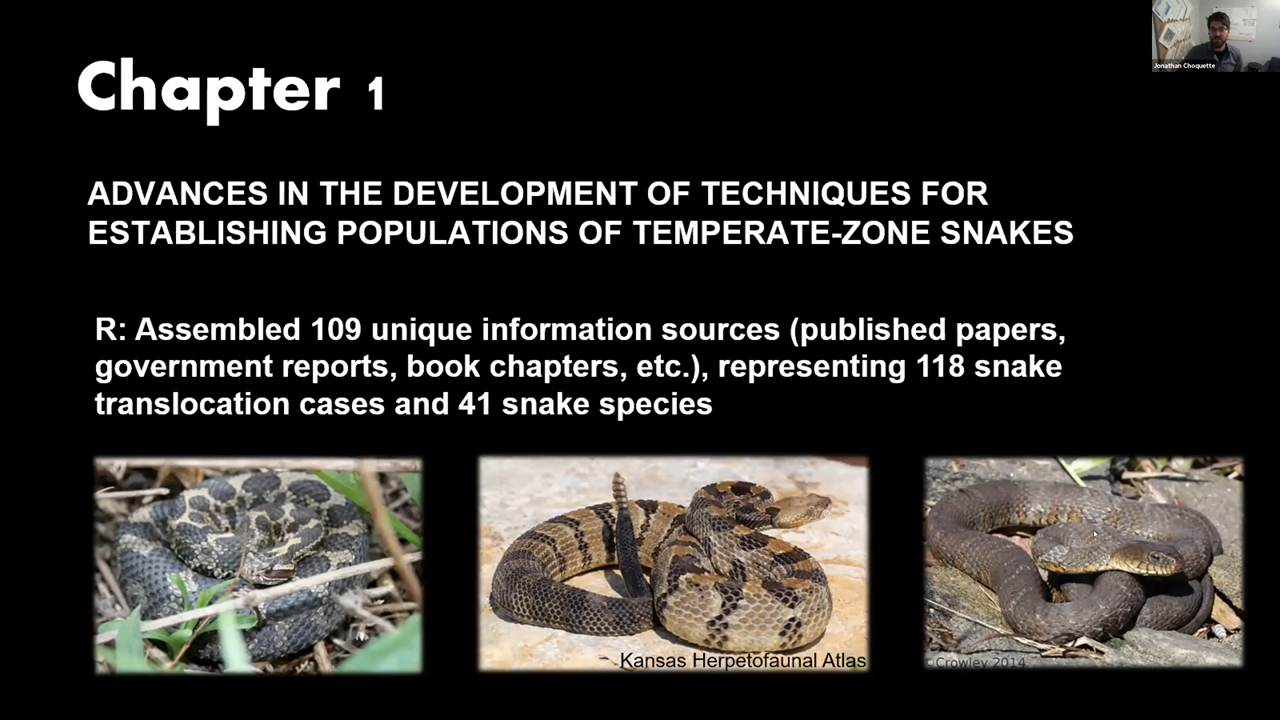 Jonathan Choquette
Chapter 1
ADVANCES IN THE DEVELOPMENT OF TECHNIQUES FOR
ESTABLISHING POPULATIONS OF TEMPERATE-ZONE SNAKES
R: Assembled 109 unique information sources (published papers,
government reports, book chapters, etc.), representing 118 snake
translocation cases and 41 snake species
Kansas Herpetofaunal Atlas
©Crowley 2014